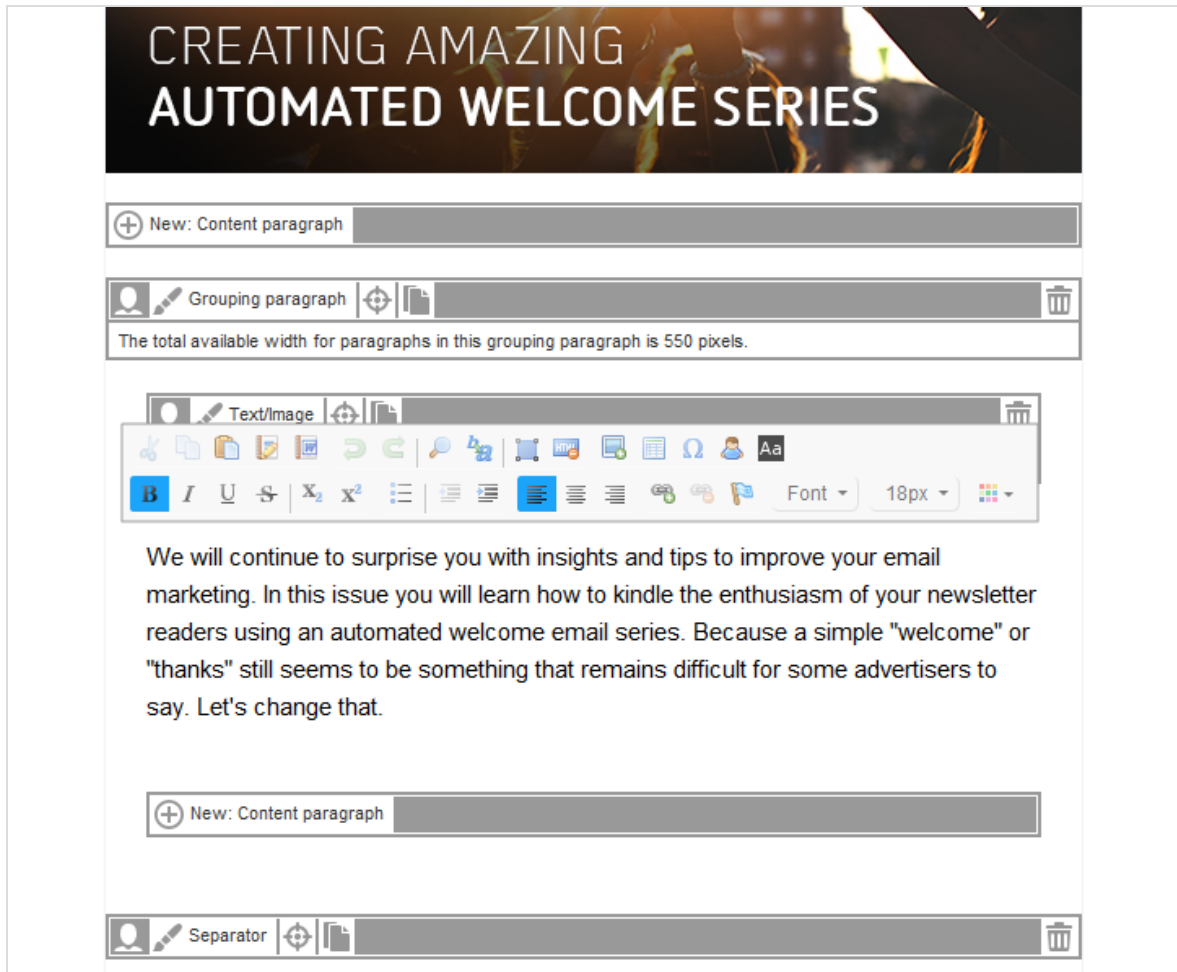 CREATING AMAZING
AUTOMATED WELCOME SERIES
New: Content paragraph
Grouping paragraph
The total available width for paragraphs in this grouping paragraph is 550 pixels.
Text/Image
HTML Ω Aa
B I U S X₂ x² Font 18px
We will continue to surprise you with insights and tips to improve your email
marketing. In this issue you will learn how to kindle the enthusiasm of your newsletter
readers using an automated welcome email series. Because a simple "welcome" or
"thanks" still seems to be something that remains difficult for some advertisers to
say. Let's change that.
New: Content paragraph
Separator